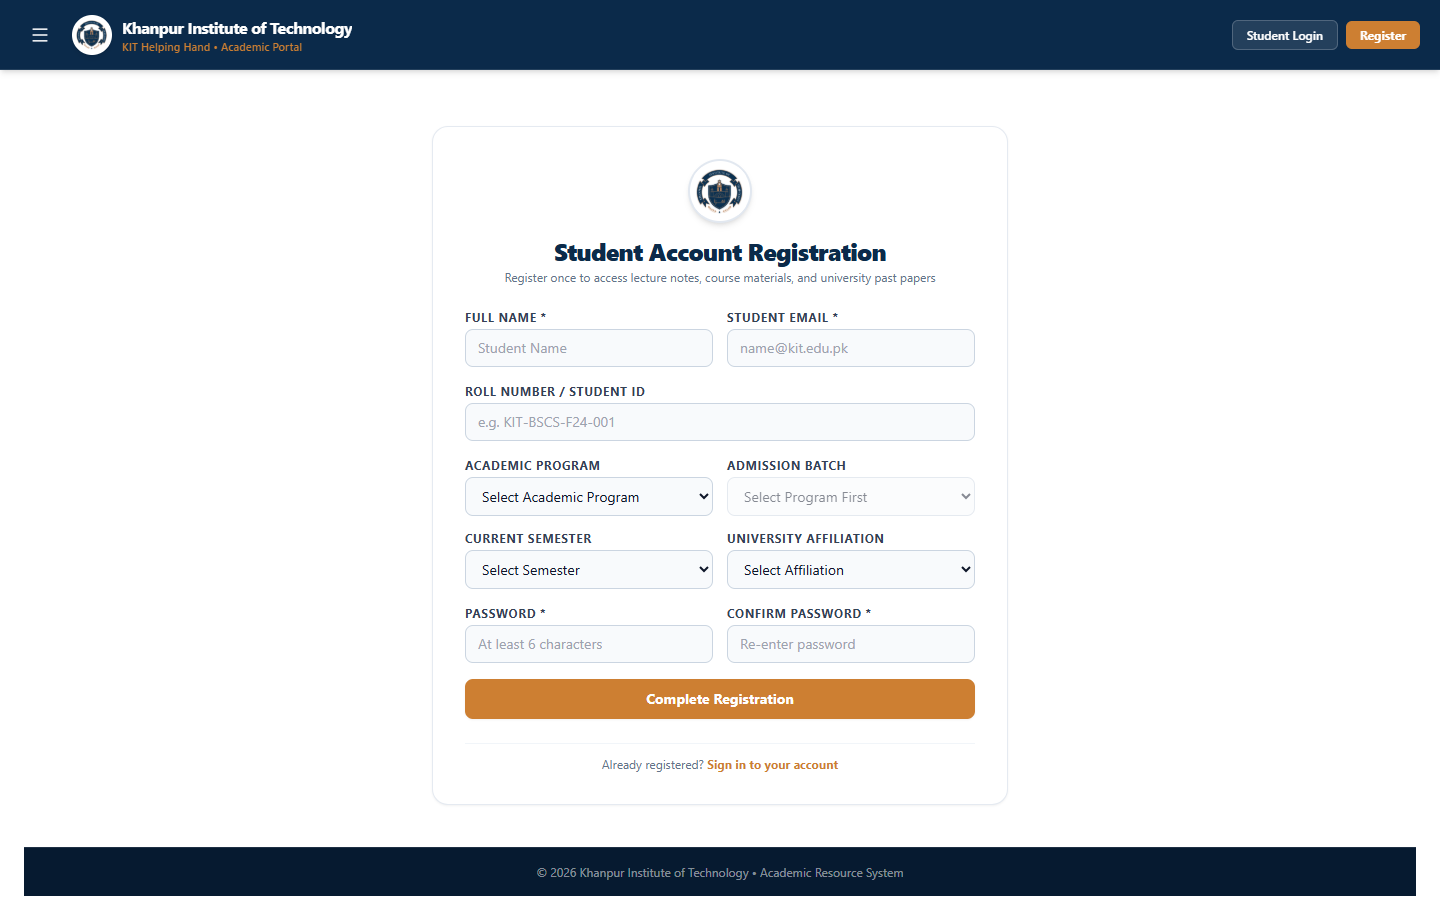 Khanpur Institute of Technology
KIT Helping Hand • Academic Portal
Student Login
Register
Student Account Registration
Register once to access lecture notes, course materials, and university past papers
FULL NAME *
STUDENT EMAIL *
Student Name
name@kit.edu.pk
ROLL NUMBER / STUDENT ID
e.g. KIT-BSCS-F24-001
ACADEMIC PROGRAM
ADMISSION BATCH
Select Academic Program
Select Program First
CURRENT SEMESTER
UNIVERSITY AFFILIATION
Select Semester
Select Affiliation
PASSWORD *
CONFIRM PASSWORD *
At least 6 characters
Re-enter password
Complete Registration
Already registered? Sign in to your account
© 2026 Khanpur Institute of Technology • Academic Resource System